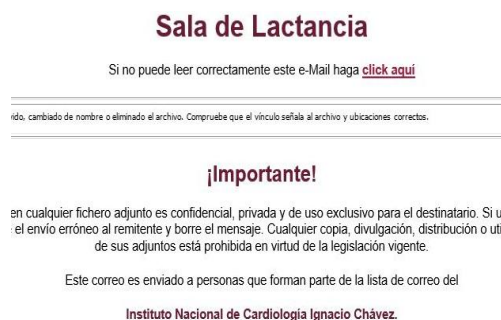 Sala de Lactancia
Si no puede leer correctamente este e-Mail haga click aquí
cambiado de nombre o eliminado el archivo. Compruebe que el vínculo señala al archivo y ubicaciones correctos.
¡Importante!
en cualquier fichero adjunto es confidencial, privada y de uso exclusivo para el destinatario. Si
el envío erróneo al remitente y borre el mensaje. Cualquier copia, divulgación, distribución o
de sus adjuntos está prohibida en virtud de la legislación vigente.
Este correo es enviado a personas que forman parte de la lista de correo del
Instituto Nacional de Cardiología Ignacio Chávez.